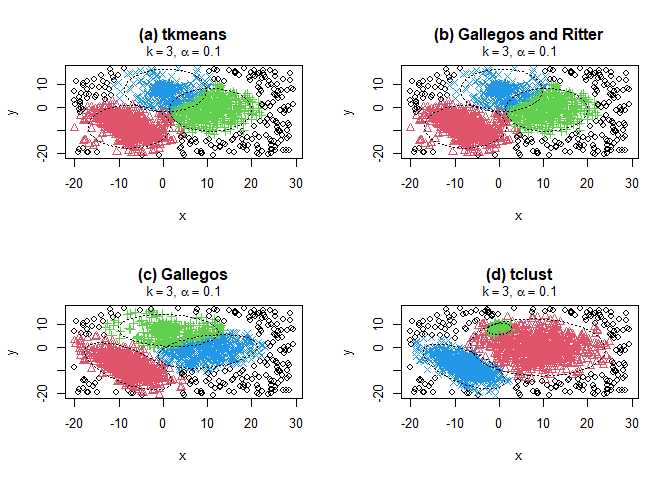 (a) tkmeans
k = 3, α = 0.1
y
10
0
-20
-20 -10 0 10 20 30
x
(b) Gallegos and Ritter
k = 3, α = 0.1
y
10
0
-20
-20 -10 0 10 20 30
x
(c) Gallegos
k = 3, α = 0.1
y
10
0
-20
-20 -10 0 10 20 30
x
(d) tclust
k = 3, α = 0.1
y
10
0
-20
-20 -10 0 10 20 30
x